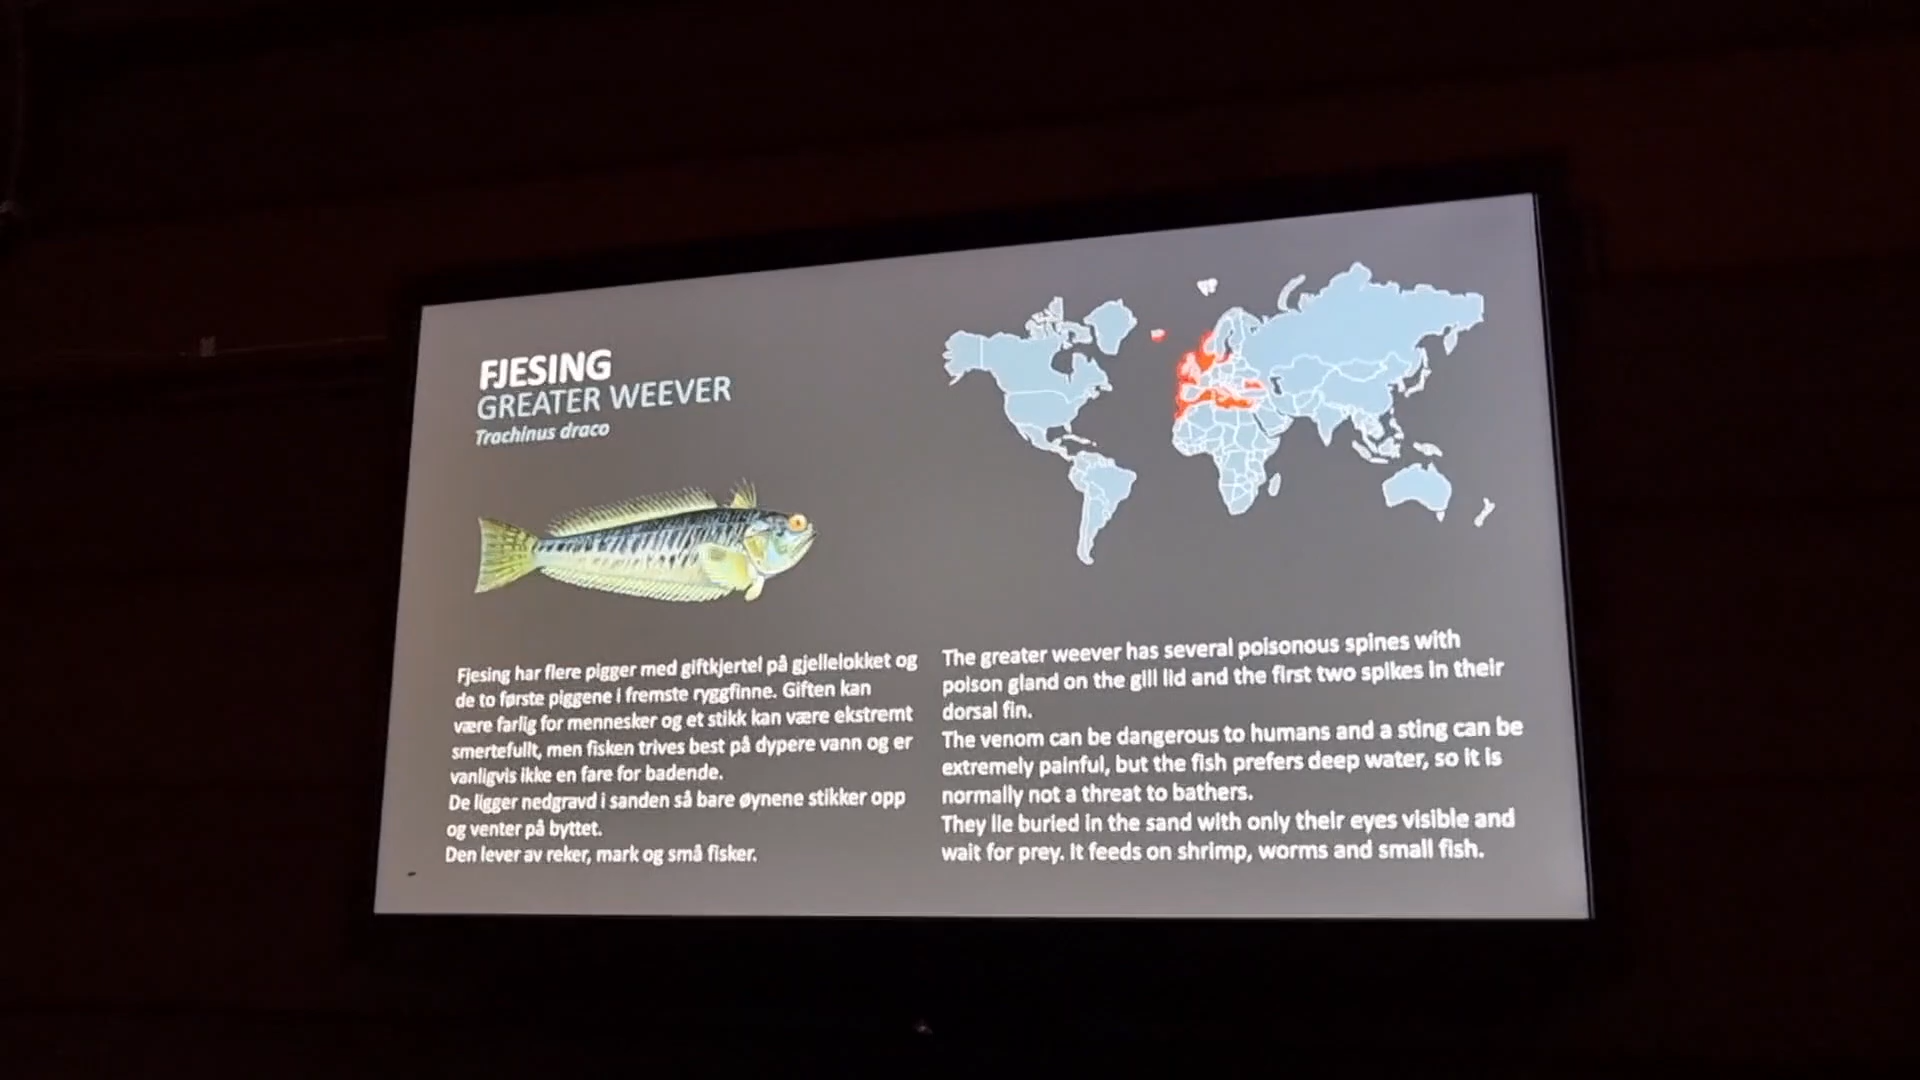 FJESING
GREATER WEEVER
Trachinus draco
Fjesing har flere pigger med giftkjertel på gjellelokket og
de to første piggene i fremste ryggfinne. Giften kan
være farlig for mennesker og et stikk kan være ekstremt
smertefullt, men fisken trives best på dypere vann og er
vanligvis ikke en fare for badende.
De ligger nedgravd i sanden så bare øynene stikker opp
og venter på byttet.
Den lever av reker, mark og små fisker.
The greater weever has several poisonous spines with
poison gland on the gill lid and the first two spikes in their
dorsal fin.
The venom can be dangerous to humans and a sting can be
extremely painful, but the fish prefers deep water, so it is
normally not a threat to bathers.
They lie buried in the sand with only their eyes visible and
wait for prey. It feeds on shrimp, worms and small fish.